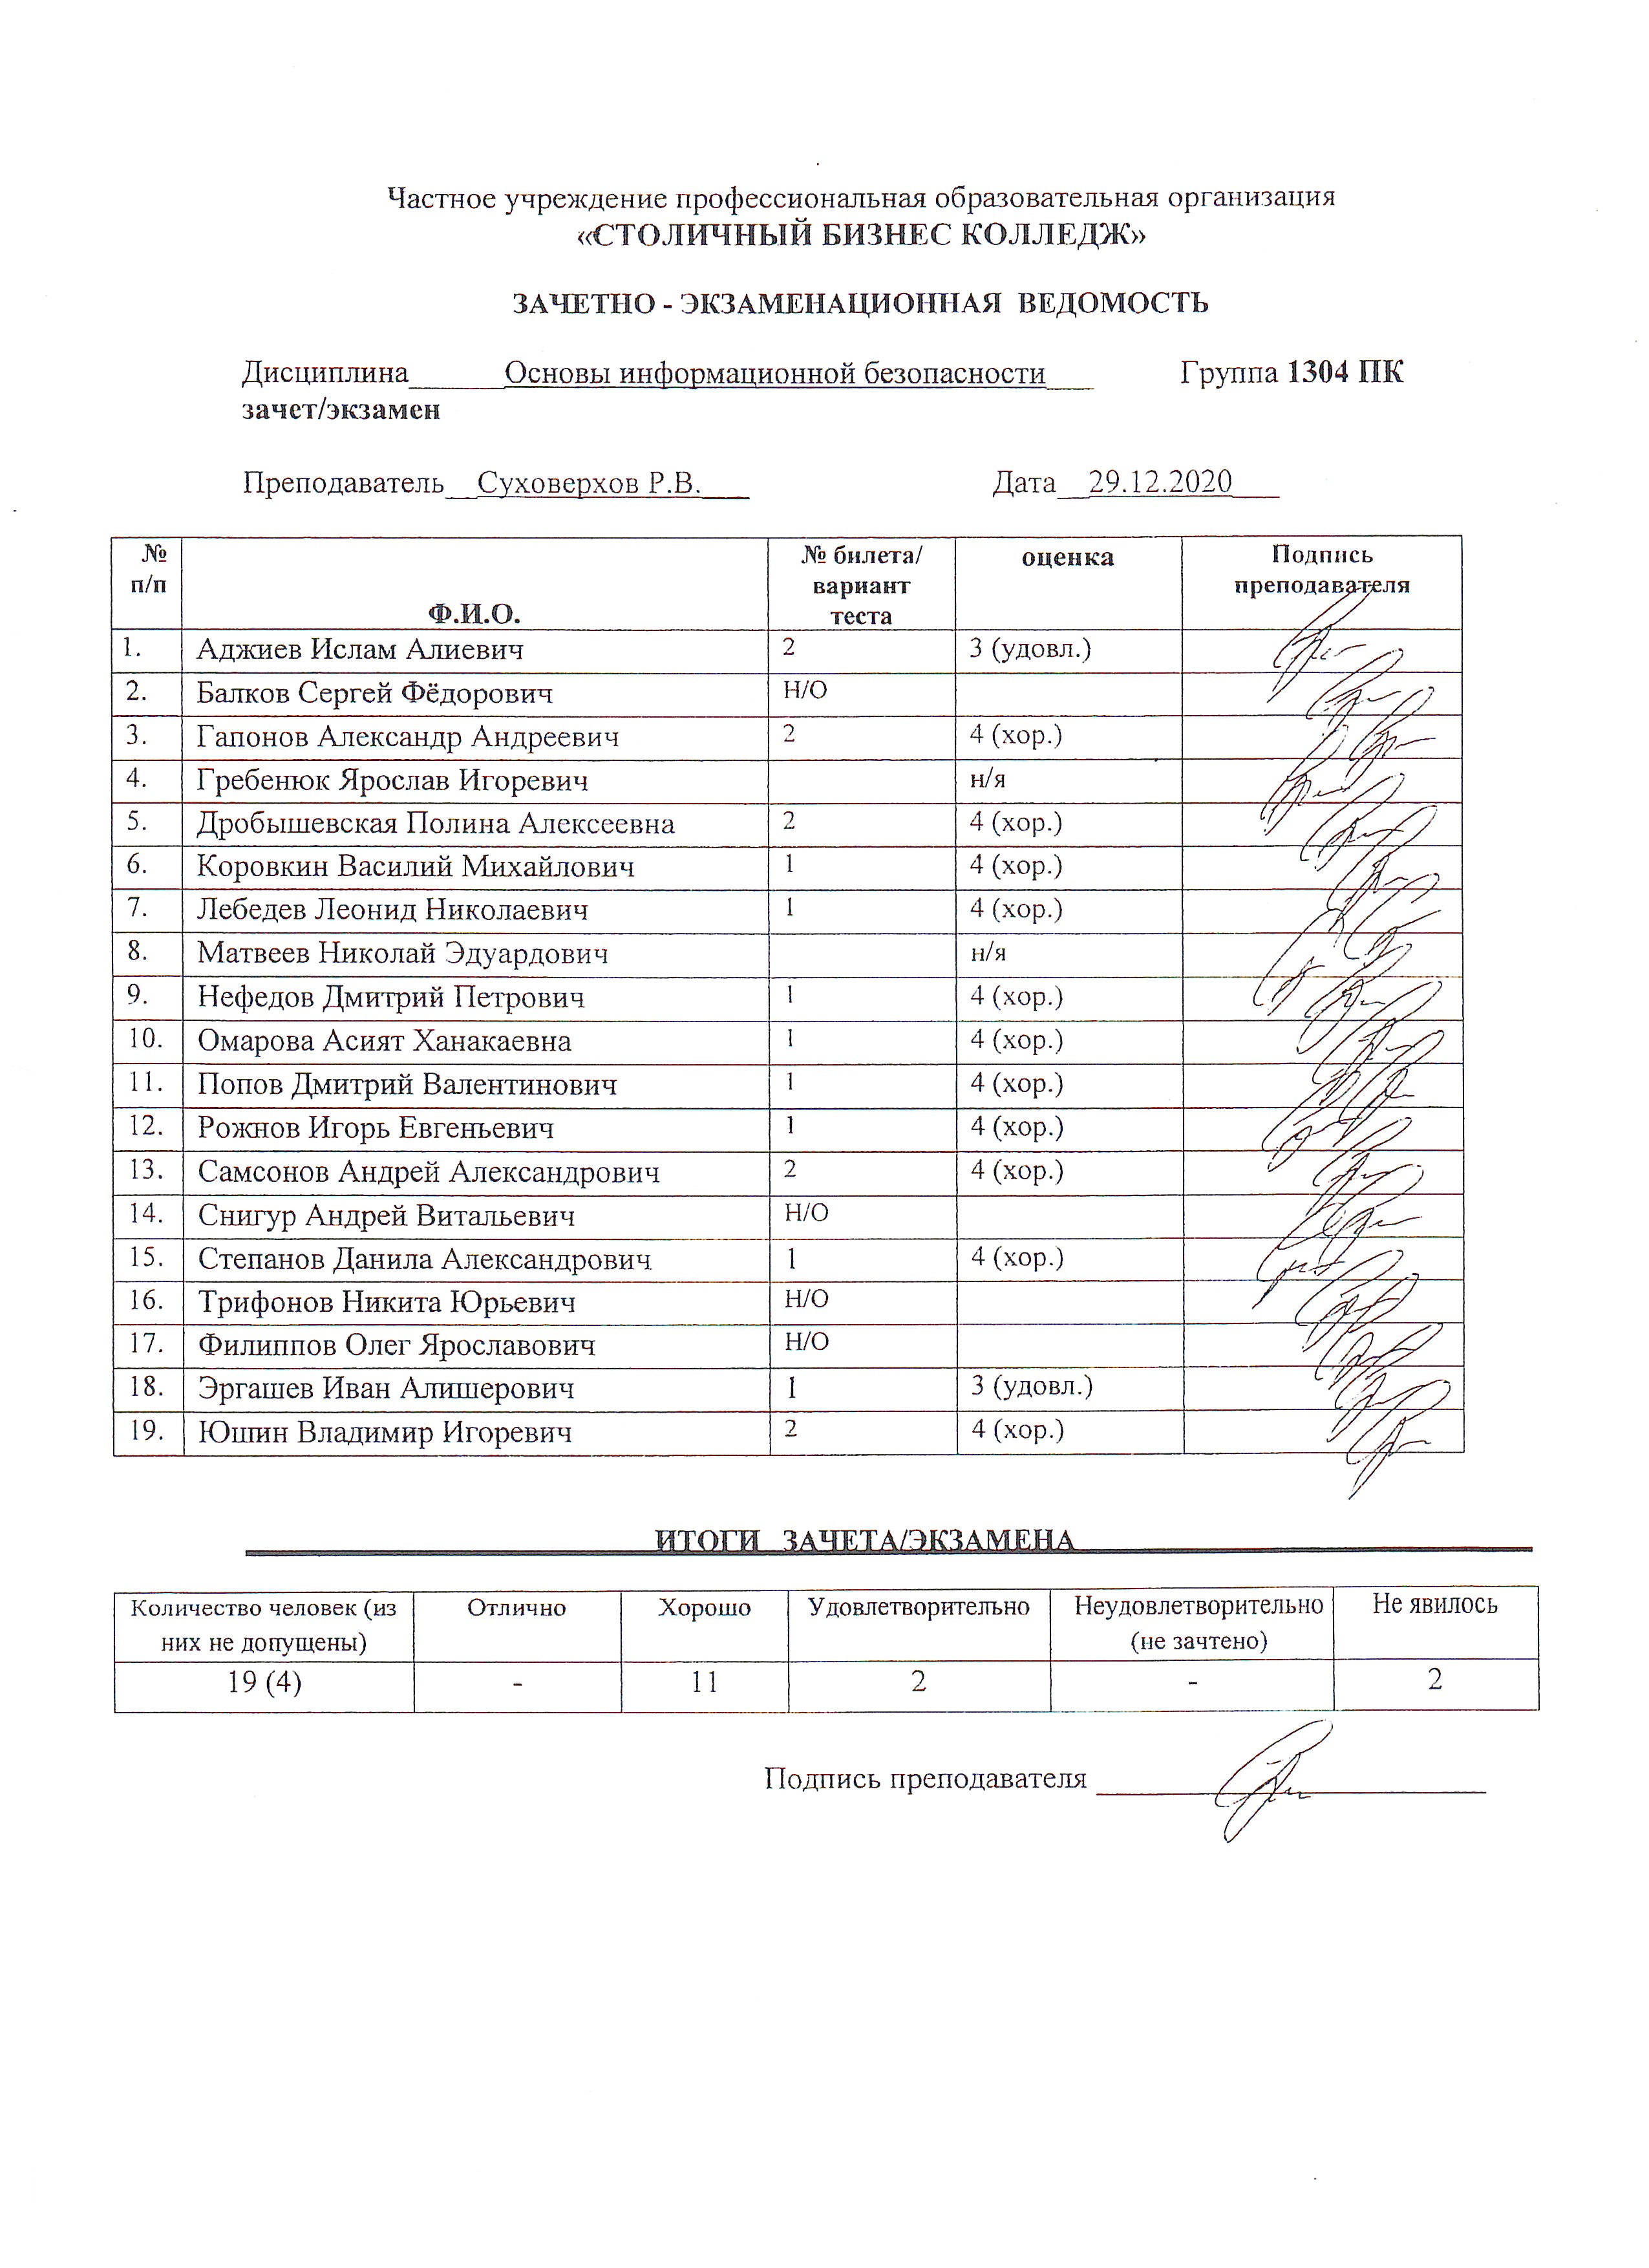 Частное учреждение профессиональная образовательная организация
«СТОЛИЧНЫЙ БИЗНЕС КОЛЛЕДЖ»
ЗАЧЕТНО - ЭКЗАМЕНАЦИОННАЯ ВЕДОМОСТЬ
Дисциплина______Основы информационной безопасности___ Группа 1304 ПК
зачет/экзамен
Преподаватель__Суховерхов Р.В.___ Дата__29.12.2020___
№ п/п Ф.И.О. № билета/ вариант теста оценка Подпись преподавателя
1. Аджиев Ислам Алиевич 2 3 (удовл.)
2. Балков Сергей Фёдорович Н/О
3. Гапонов Александр Андреевич 2 4 (хор.)
4. Гребенюк Ярослав Игоревич н/я
5. Дробышевская Полина Алексеевна 2 4 (хор.)
6. Коровкин Василий Михайлович 1 4 (хор.)
7. Лебедев Леонид Николаевич 1 4 (хор.)
8. Матвеев Николай Эдуардович н/я
9. Нефедов Дмитрий Петрович 1 4 (хор.)
10. Омарова Асият Ханакаевна 1 4 (хор.)
11. Попов Дмитрий Валентинович 1 4 (хор.)
12. Рожнов Игорь Евгеньевич 1 4 (хор.)
13. Самсонов Андрей Александрович 2 4 (хор.)
14. Снигур Андрей Витальевич Н/О
15. Степанов Данила Александрович 1 4 (хор.)
16. Трифонов Никита Юрьевич Н/О
17. Филиппов Олег Ярославович Н/О
18. Эргашев Иван Алишерович 1 3 (удовл.)
19. Юшин Владимир Игоревич 2 4 (хор.)
ИТОГИ ЗАЧЕТА/ЭКЗАМЕНА
Количество человек (из них не допущены) Отлично Хорошо Удовлетворительно Неудовлетворительно (не зачтено) Не явилось
19 (4) - 11 2 - 2
Подпись преподавателя